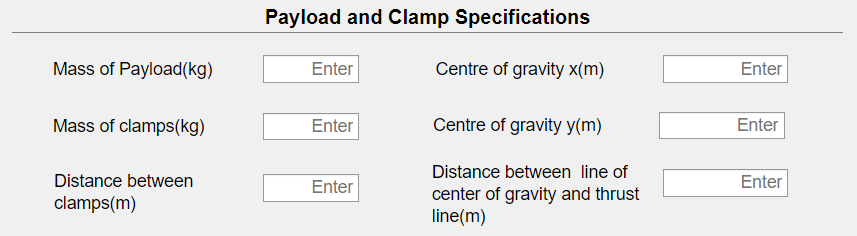 Payload and Clamp Specifications
Mass of Payload(kg) Enter Centre of gravity x(m) Enter
Mass of clamps(kg) Enter Centre of gravity y(m) Enter
Distance between
clamps(m) Enter
Distance between  line of
center of gravity and thrust
line(m) Enter